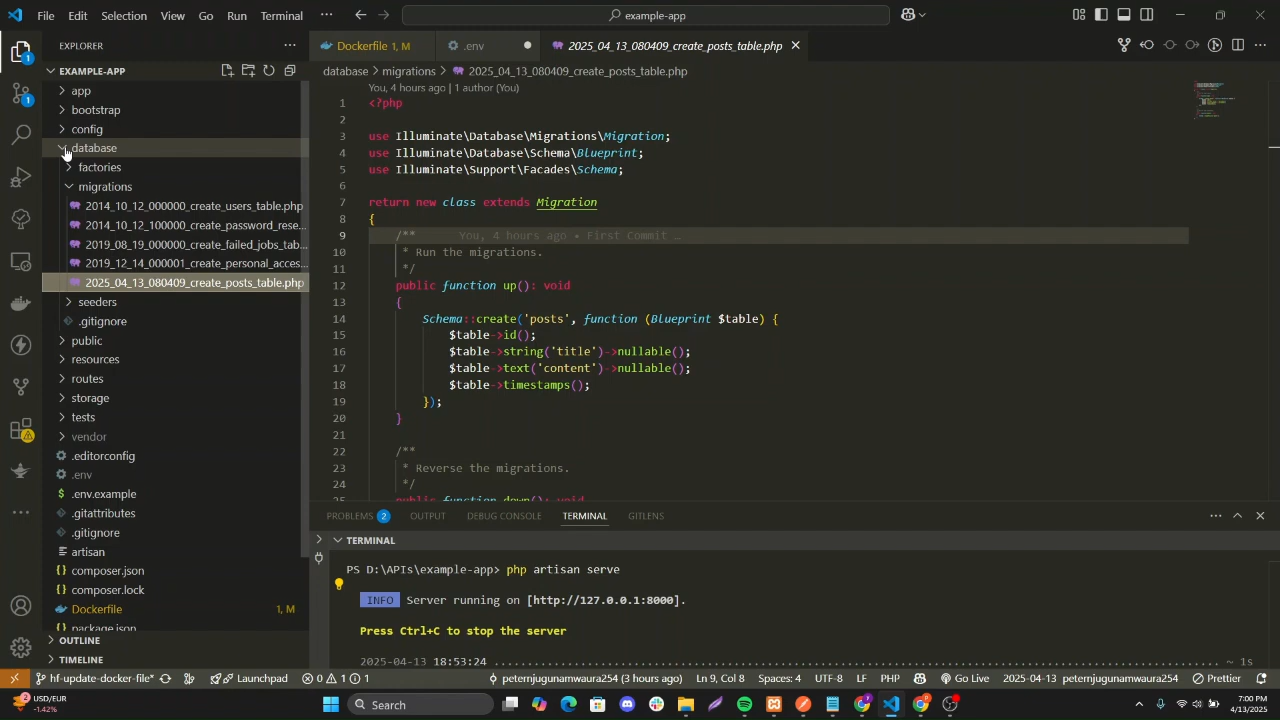 File Edit Selection View Go Run Terminal ··· example-app
EXPLORER ···
Dockerfile 1, M
.env
2025_04_13_080409_create_posts_table.php
EXAMPLE-APP
app
bootstrap
config
database
factories
migrations
2014_10_12_000000_create_users_table.php
2014_10_12_100000_create_password_rese...
2019_08_19_000000_create_failed_jobs_tab...
2019_12_14_000001_create_personal_acces...
2025_04_13_080409_create_posts_table.php
seeders
.gitignore
public
resources
routes
storage
tests
vendor
.editorconfig
.env
.env.example
.gitattributes
.gitignore
artisan
composer.json
composer.lock
Dockerfile 1, M
package.json
OUTLINE
TIMELINE
database > migrations > 2025_04_13_080409_create_posts_table.php
You, 4 hours ago | 1 author (You)
1 <?php
2
3 use Illuminate\Database\Migrations\Migration;
4 use Illuminate\Database\Schema\Blueprint;
5 use Illuminate\Support\Facades\Schema;
6
7 return new class extends Migration
8 {
9 /** You, 4 hours ago • First Commit …
10 * Run the migrations.
11 */
12 public function up(): void
13 {
14 Schema::create('posts', function (Blueprint $table) {
15 $table->id();
16 $table->string('title')->nullable();
17 $table->text('content')->nullable();
18 $table->timestamps();
19 });
20 }
21
22 /**
23 * Reverse the migrations.
24 */
25 public function down(): void
PROBLEMS 2 OUTPUT DEBUG CONSOLE TERMINAL GITLENS
TERMINAL
PS D:\APIs\example-app> php artisan serve
INFO Server running on [http://127.0.0.1:8000].
Press Ctrl+C to stop the server
2025-04-13 18:53:24 .......................................................................................................... ~ 1s
hf-update-docker-file* Launchpad 0 1 1 peternjugunamwaura254 (3 hours ago) Ln 9, Col 8 Spaces: 4 UTF-8 LF PHP Go Live 2025-04-13 peternjugunamwaura254 Prettier
2 USD/EUR
-1.42%
Search
7:00 PM
4/13/2025